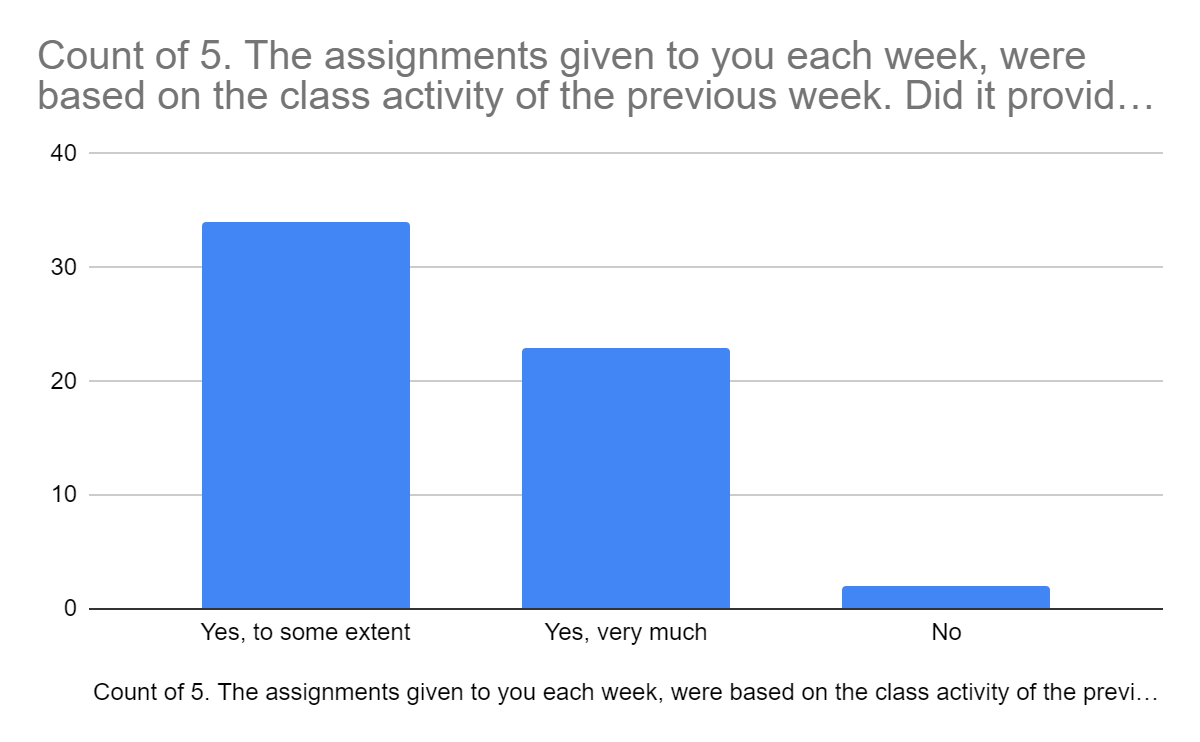 Count of 5. The assignments given to you each week, were
based on the class activity of the previous week. Did it provid…
40
30
20
10
0
Yes, to some extent
Yes, very much
No
Count of 5. The assignments given to you each week, were based on the class activity of the previ…